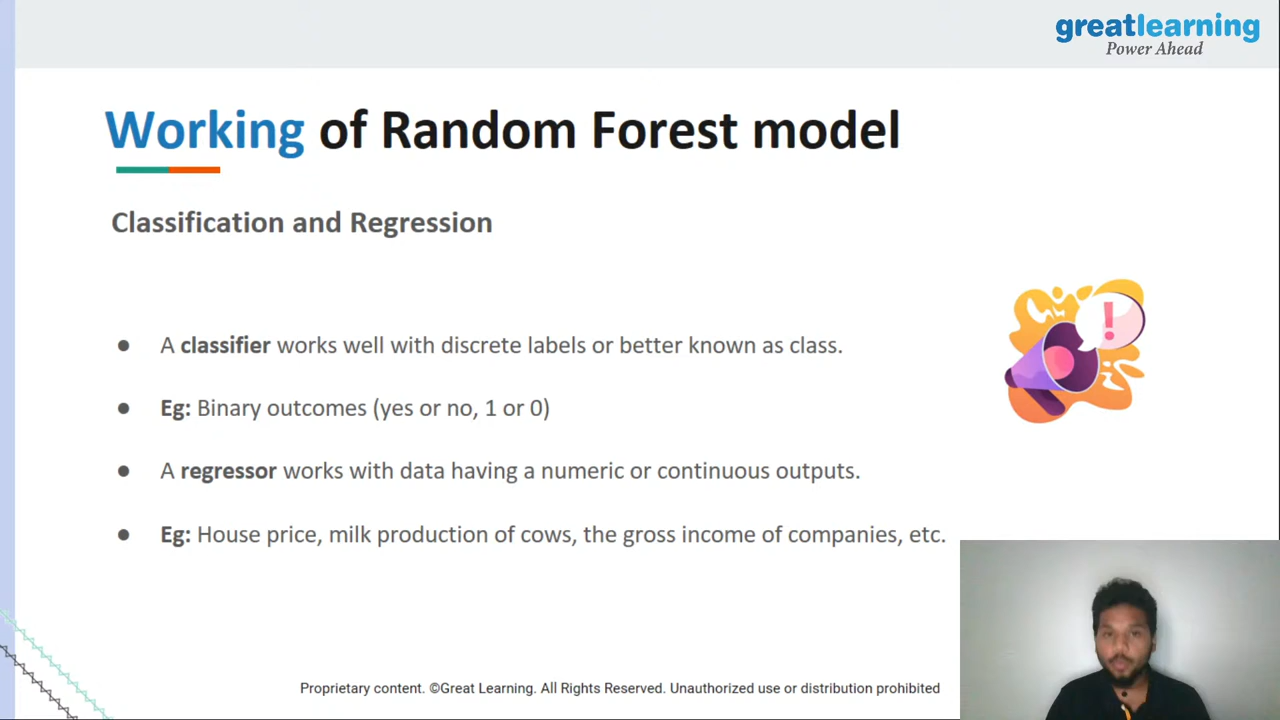 greatlearning
Power Ahead
Working of Random Forest model
Classification and Regression
● A classifier works well with discrete labels or better known as class.
● Eg: Binary outcomes (yes or no, 1 or 0)
● A regressor works with data having a numeric or continuous outputs.
● Eg: House price, milk production of cows, the gross income of companies, etc.
Proprietary content. ©Great Learning. All Rights Reserved. Unauthorized use or distribution prohibited